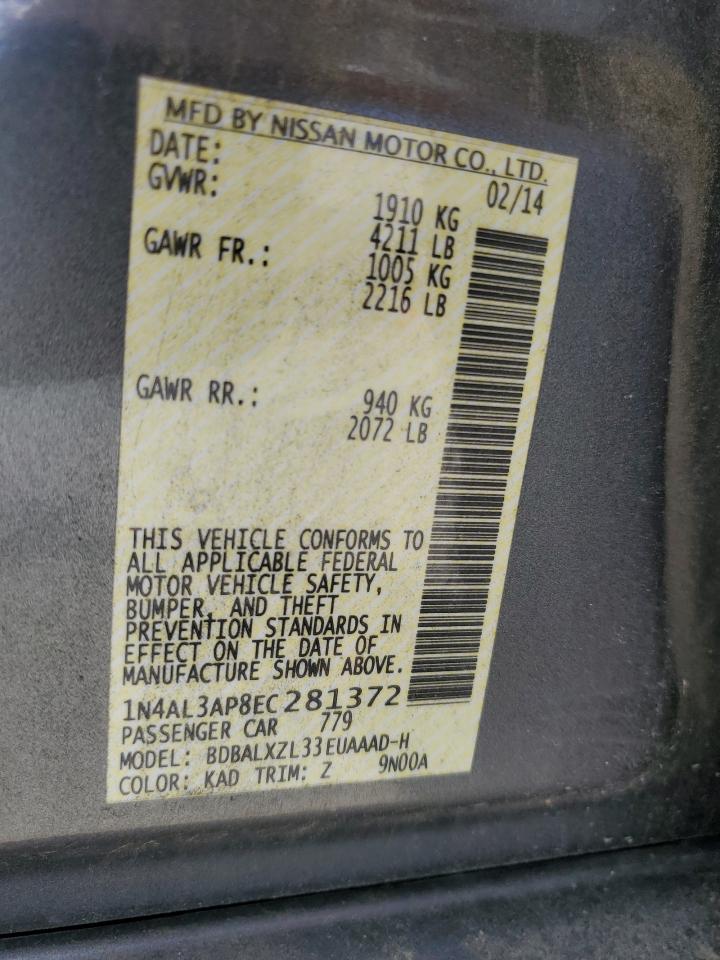 MFD BY NISSAN MOTOR CO., LTD.
DATE: 02/14
GVWR: 1910 KG
4211 LB
GAWR FR.: 1005 KG
2216 LB
GAWR RR.: 940 KG
2072 LB
THIS VEHICLE CONFORMS TO
ALL APPLICABLE FEDERAL
MOTOR VEHICLE SAFETY,
BUMPER, AND THEFT
PREVENTION STANDARDS IN
EFFECT ON THE DATE OF
MANUFACTURE SHOWN ABOVE.
1N4AL3AP8EC281372
PASSENGER CAR 779
MODEL: BDBALXZL33EUAAAD-H
COLOR: KAD TRIM: Z 9N00A